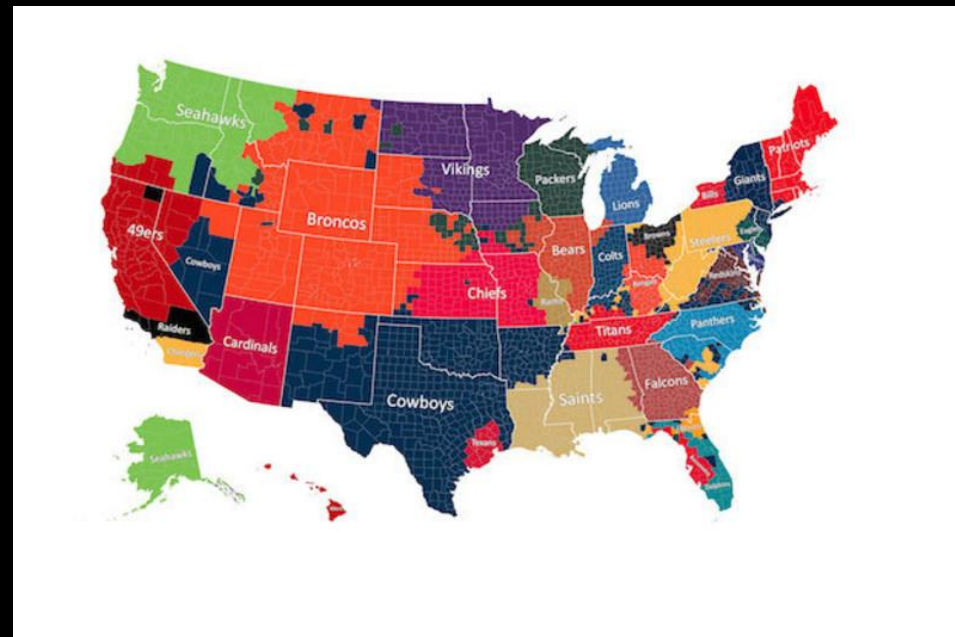 Seahawks
Patriots
Vikings
Packers
Giants
Bills
Lions
Broncos
49ers
Browns
Steelers
Eagles
Bears
Colts
Cowboys
Redskins
Bengals
Chiefs
Rams
Raiders
Titans
Panthers
Cardinals
Chargers
Falcons
Saints
Cowboys
Texans
Seahawks
Dolphins